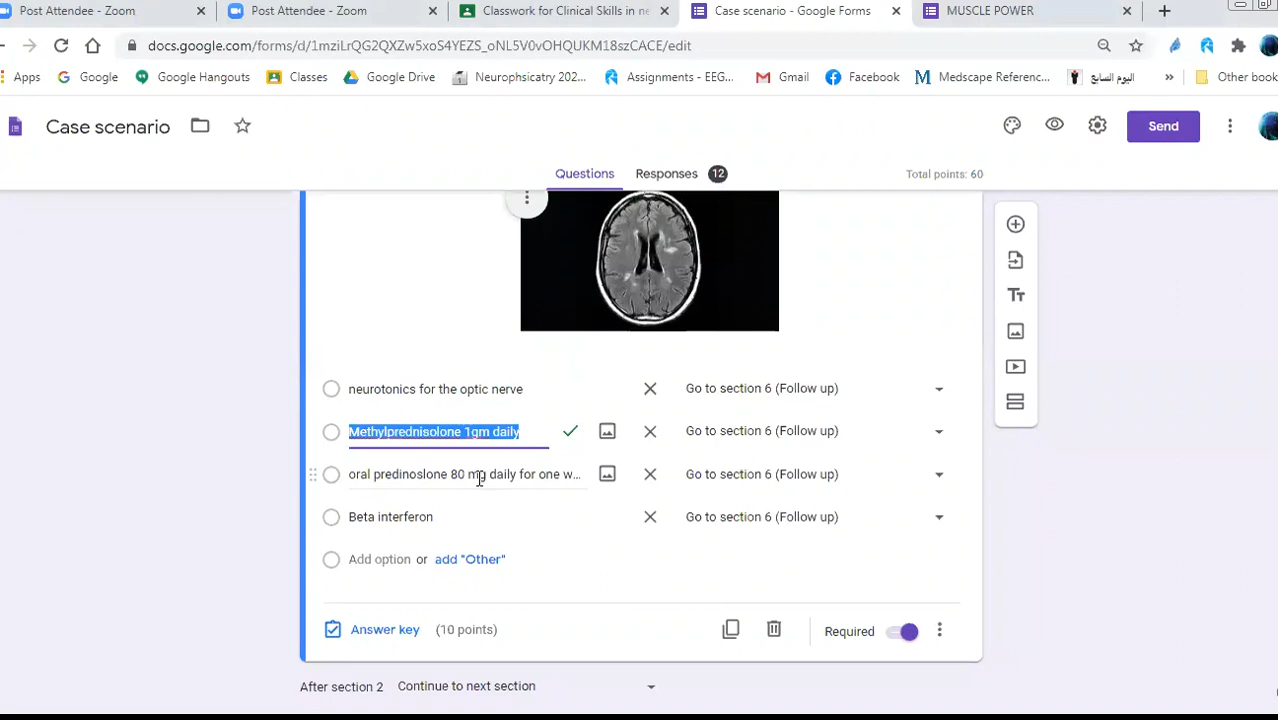 Post Attendee - Zoom
Post Attendee - Zoom
Classwork for Clinical Skills in ne
Case scenario - Google Forms
MUSCLE POWER
docs.google.com/forms/d/1mziLrQG2QXZw5xoS4YEZS_oNL5V0vOHQUKM18szCACE/edit
Apps
Google
Google Hangouts
Classes
Google Drive
Neurophsicatry 202...
Assignments - EEG...
Gmail
Facebook
Medscape Referenc...
اليوم السابع
»
Other book
Case scenario
Send
Questions
Responses 12
Total points: 60
neurotonics for the optic nerve
Go to section 6 (Follow up)
Methylprednisolone 1gm daily
Go to section 6 (Follow up)
oral predinoslone 80 mg daily for one w...
Go to section 6 (Follow up)
Beta interferon
Go to section 6 (Follow up)
Add option or add "Other"
Answer key (10 points)
Required
After section 2 Continue to next section